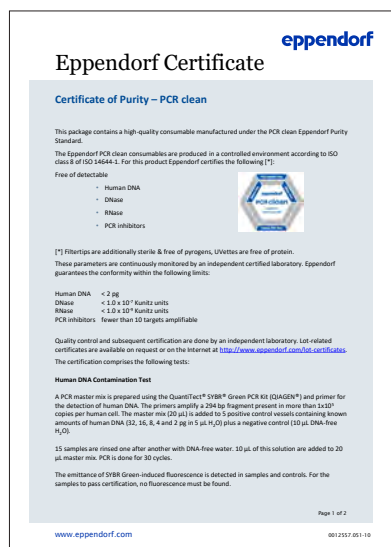 eppendorf
Eppendorf Certificate
Certificate of Purity – PCR clean
This package contains a high-quality consumable manufactured under the PCR clean Eppendorf Purity
Standard.
The Eppendorf PCR clean consumables are produced in a controlled environment according to ISO
class 8 of ISO 14644-1. For this product Eppendorf certifies the following [*]:
Free of detectable
- Human DNA
- DNase
- RNase
- PCR inhibitors
PCR clean
[*] Filtertips are additionally sterile & free of pyrogens, UVettes are free of protein.
These parameters are continuously monitored by an independent certified laboratory. Eppendorf
guarantees the conformity within the following limits:
Human DNA < 2 pg
DNase < 1.0 x 10⁻⁷ Kunitz units
RNase < 1.0 x 10⁻⁹ Kunitz units
PCR inhibitors fewer than 10 targets amplifiable
Quality control and subsequent certification are done by an independent laboratory. Lot-related
certificates are available on request or on the Internet at http://www.eppendorf.com/lot-certificates.
The certification comprises the following tests:
Human DNA Contamination Test
A PCR master mix is prepared using the QuantiTect® SYBR® Green PCR Kit (QIAGEN®) and primer for
the detection of human DNA. The primers amplify a 294 bp fragment present in more than 1x10⁵
copies per human cell. The master mix (20 µL) is added to 5 positive control vessels containing known
amounts of human DNA (32, 16, 8, 4 and 2 pg in 5 µL H₂O) plus a negative control (10 µL DNA-free
H₂O).
15 samples are rinsed one after another with DNA-free water. 10 µL of this solution are added to 20
µL master mix. PCR is done for 30 cycles.
The emittance of SYBR Green-induced fluorescence is detected in samples and controls. For the
samples to pass certification, no fluorescence must be found.
Page 1 of 2
www.eppendorf.com
0012557.051-10